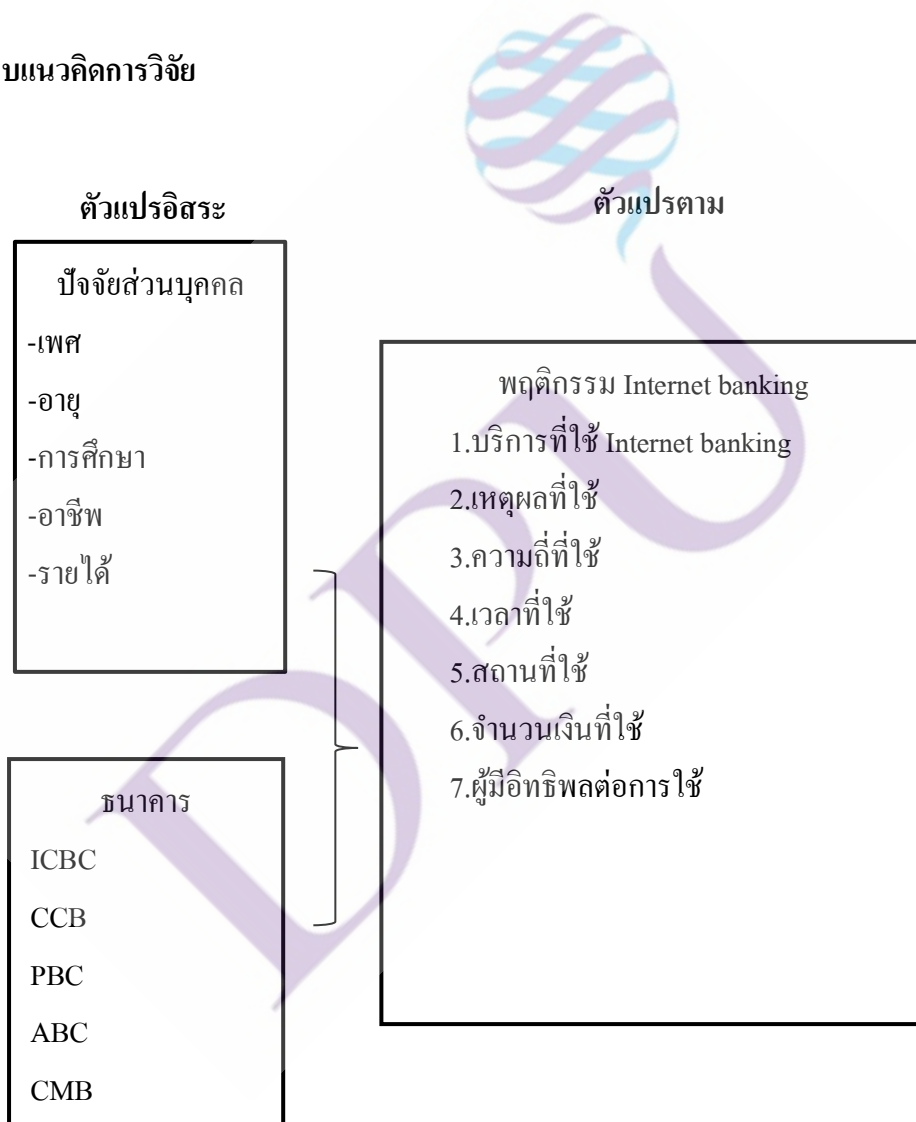 บแนวคิดการวิจัย
ตัวแปรอิสระ
ปัจจัยส่วนบุคคล
-เพศ
-อายุ
-การศึกษา
-อาชีพ
-รายได้
ธนาคาร
ICBC
CCB
PBC
ABC
CMB
ตัวแปรตาม
พฤติกรรม Internet banking
1.บริการที่ใช้ Internet banking
2.เหตุผลที่ใช้
3.ความถี่ที่ใช้
4.เวลาที่ใช้
5.สถานที่ใช้
6.จำนวนเงินที่ใช้
7.ผู้มีอิทธิพลต่อการใช้
DPU